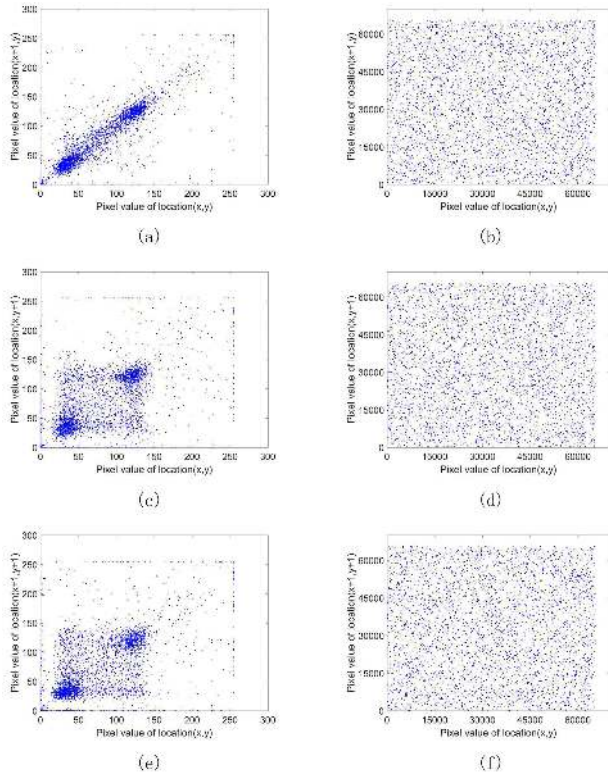 300
250
200
150
100
50
0
Pixel value of location(x+1,y)
0 50 100 150 200 250 300
Pixel value of location(x,y)
(a)
60000
45000
30000
15000
0
Pixel value of location(x+1,y)
0 15000 30000 45000 60000
Pixel value of location(x,y)
(b)
300
250
200
150
100
50
0
Pixel value of location(x,y+1)
0 50 100 150 200 250 300
Pixel value of location(x,y)
(c)
60000
45000
30000
15000
0
Pixel value of location(x,y+1)
0 15000 30000 45000 60000
Pixel value of location(x,y)
(d)
300
250
200
150
100
50
0
Pixel value of location(x+1,y+1)
0 50 100 150 200 250 300
Pixel value of location(x,y)
(e)
60000
45000
30000
15000
0
Pixel value of location(x+1,y+1)
0 15000 30000 45000 60000
Pixel value of location(x,y)
(f)